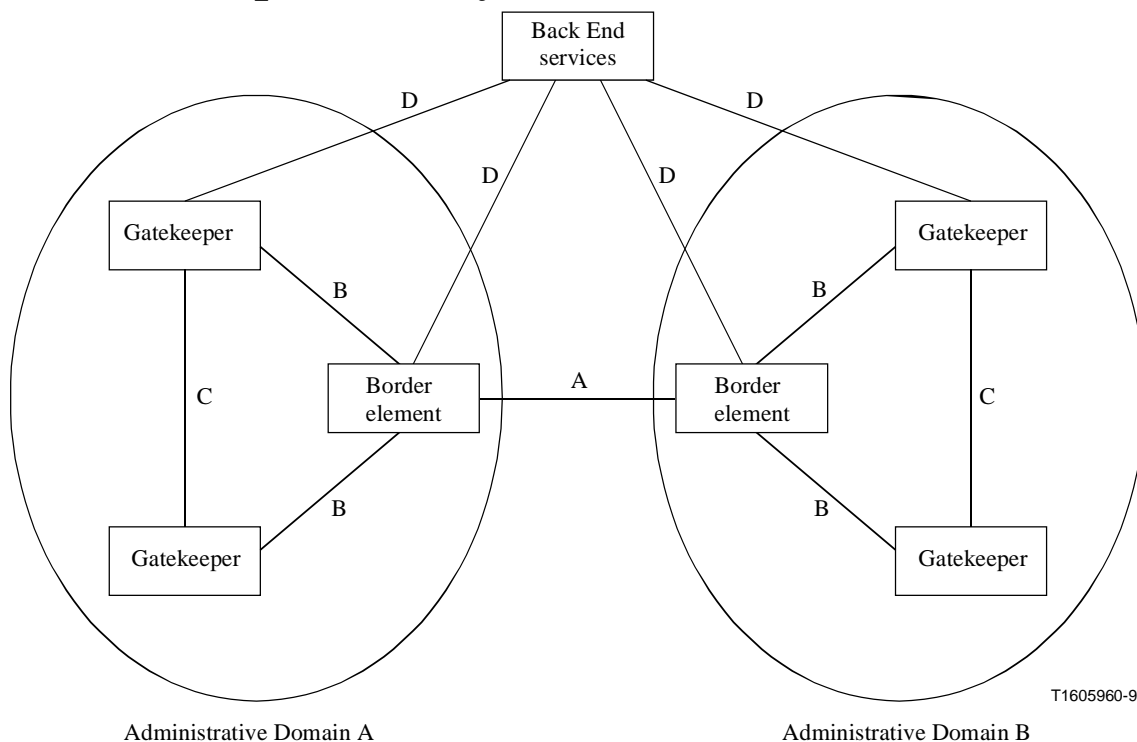 Back End
services
D
D
D
D
Gatekeeper
Gatekeeper
B
B
C
Border
element
A
Border
element
C
B
B
Gatekeeper
Gatekeeper
T1605960-9
Administrative Domain A
Administrative Domain B